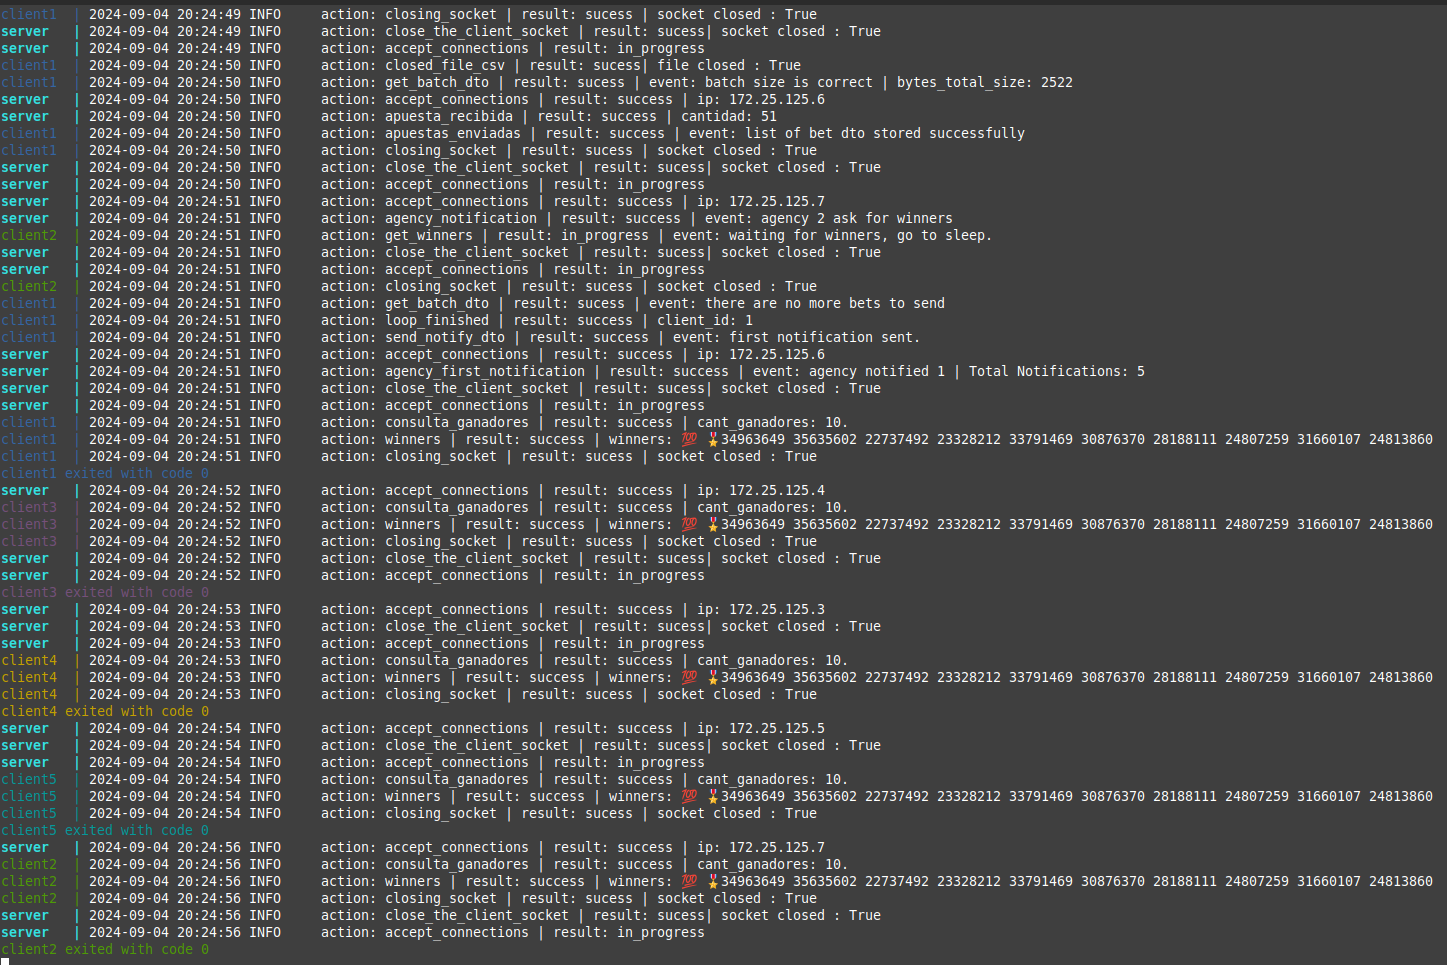 client1  | 2024-09-04 20:24:49 INFO     action: closing_socket | result: sucess | socket closed : True
server   | 2024-09-04 20:24:49 INFO     action: close_the_client_socket | result: sucess| socket closed : True
server   | 2024-09-04 20:24:49 INFO     action: accept_connections | result: in_progress
client1  | 2024-09-04 20:24:50 INFO     action: closed_file_csv | result: sucess| file closed : True
client1  | 2024-09-04 20:24:50 INFO     action: get_batch_dto | result: sucess | event: batch size is correct | bytes_total_size: 2522
server   | 2024-09-04 20:24:50 INFO     action: accept_connections | result: success | ip: 172.25.125.6
server   | 2024-09-04 20:24:50 INFO     action: apuesta_recibida | result: success | cantidad: 51
client1  | 2024-09-04 20:24:50 INFO     action: apuestas_enviadas | result: success | event: list of bet dto stored successfully
client1  | 2024-09-04 20:24:50 INFO     action: closing_socket | result: sucess | socket closed : True
server   | 2024-09-04 20:24:50 INFO     action: close_the_client_socket | result: sucess| socket closed : True
server   | 2024-09-04 20:24:50 INFO     action: accept_connections | result: in_progress
server   | 2024-09-04 20:24:51 INFO     action: accept_connections | result: success | ip: 172.25.125.7
server   | 2024-09-04 20:24:51 INFO     action: agency_notification | result: success | event: agency 2 ask for winners
client2  | 2024-09-04 20:24:51 INFO     action: get_winners | result: in_progress | event: waiting for winners, go to sleep.
server   | 2024-09-04 20:24:51 INFO     action: close_the_client_socket | result: sucess| socket closed : True
server   | 2024-09-04 20:24:51 INFO     action: accept_connections | result: in_progress
client2  | 2024-09-04 20:24:51 INFO     action: closing_socket | result: sucess | socket closed : True
client1  | 2024-09-04 20:24:51 INFO     action: get_batch_dto | result: sucess | event: there are no more bets to send
client1  | 2024-09-04 20:24:51 INFO     action: loop_finished | result: success | client_id: 1
client1  | 2024-09-04 20:24:51 INFO     action: send_notify_dto | result: success | event: first notification sent.
server   | 2024-09-04 20:24:51 INFO     action: accept_connections | result: success | ip: 172.25.125.6
server   | 2024-09-04 20:24:51 INFO     action: agency_first_notification | result: success | event: agency notified 1 | Total Notifications: 5
server   | 2024-09-04 20:24:51 INFO     action: close_the_client_socket | result: sucess| socket closed : True
server   | 2024-09-04 20:24:51 INFO     action: accept_connections | result: in_progress
client1  | 2024-09-04 20:24:51 INFO     action: consulta_ganadores | result: success | cant_ganadores: 10.
client1  | 2024-09-04 20:24:51 INFO     action: winners | result: success | winners: 💯 🎖34963649 35635602 22737492 23328212 33791469 30876370 28188111 24807259 31660107 24813860
client1  | 2024-09-04 20:24:51 INFO     action: closing_socket | result: sucess | socket closed : True
client1 exited with code 0
server   | 2024-09-04 20:24:52 INFO     action: accept_connections | result: success | ip: 172.25.125.4
client3  | 2024-09-04 20:24:52 INFO     action: consulta_ganadores | result: success | cant_ganadores: 10.
client3  | 2024-09-04 20:24:52 INFO     action: winners | result: success | winners: 💯 🎖34963649 35635602 22737492 23328212 33791469 30876370 28188111 24807259 31660107 24813860
client3  | 2024-09-04 20:24:52 INFO     action: closing_socket | result: sucess | socket closed : True
server   | 2024-09-04 20:24:52 INFO     action: close_the_client_socket | result: sucess| socket closed : True
server   | 2024-09-04 20:24:52 INFO     action: accept_connections | result: in_progress
client3 exited with code 0
server   | 2024-09-04 20:24:53 INFO     action: accept_connections | result: success | ip: 172.25.125.3
server   | 2024-09-04 20:24:53 INFO     action: close_the_client_socket | result: sucess| socket closed : True
server   | 2024-09-04 20:24:53 INFO     action: accept_connections | result: in_progress
client4  | 2024-09-04 20:24:53 INFO     action: consulta_ganadores | result: success | cant_ganadores: 10.
client4  | 2024-09-04 20:24:53 INFO     action: winners | result: success | winners: 💯 🎖34963649 35635602 22737492 23328212 33791469 30876370 28188111 24807259 31660107 24813860
client4  | 2024-09-04 20:24:53 INFO     action: closing_socket | result: sucess | socket closed : True
client4 exited with code 0
server   | 2024-09-04 20:24:54 INFO     action: accept_connections | result: success | ip: 172.25.125.5
server   | 2024-09-04 20:24:54 INFO     action: close_the_client_socket | result: sucess| socket closed : True
server   | 2024-09-04 20:24:54 INFO     action: accept_connections | result: in_progress
client5  | 2024-09-04 20:24:54 INFO     action: consulta_ganadores | result: success | cant_ganadores: 10.
client5  | 2024-09-04 20:24:54 INFO     action: winners | result: success | winners: 💯 🎖34963649 35635602 22737492 23328212 33791469 30876370 28188111 24807259 31660107 24813860
client5  | 2024-09-04 20:24:54 INFO     action: closing_socket | result: sucess | socket closed : True
client5 exited with code 0
server   | 2024-09-04 20:24:56 INFO     action: accept_connections | result: success | ip: 172.25.125.7
client2  | 2024-09-04 20:24:56 INFO     action: consulta_ganadores | result: success | cant_ganadores: 10.
client2  | 2024-09-04 20:24:56 INFO     action: winners | result: success | winners: 💯 🎖34963649 35635602 22737492 23328212 33791469 30876370 28188111 24807259 31660107 24813860
client2  | 2024-09-04 20:24:56 INFO     action: closing_socket | result: sucess | socket closed : True
server   | 2024-09-04 20:24:56 INFO     action: close_the_client_socket | result: sucess| socket closed : True
server   | 2024-09-04 20:24:56 INFO     action: accept_connections | result: in_progress
client2 exited with code 0